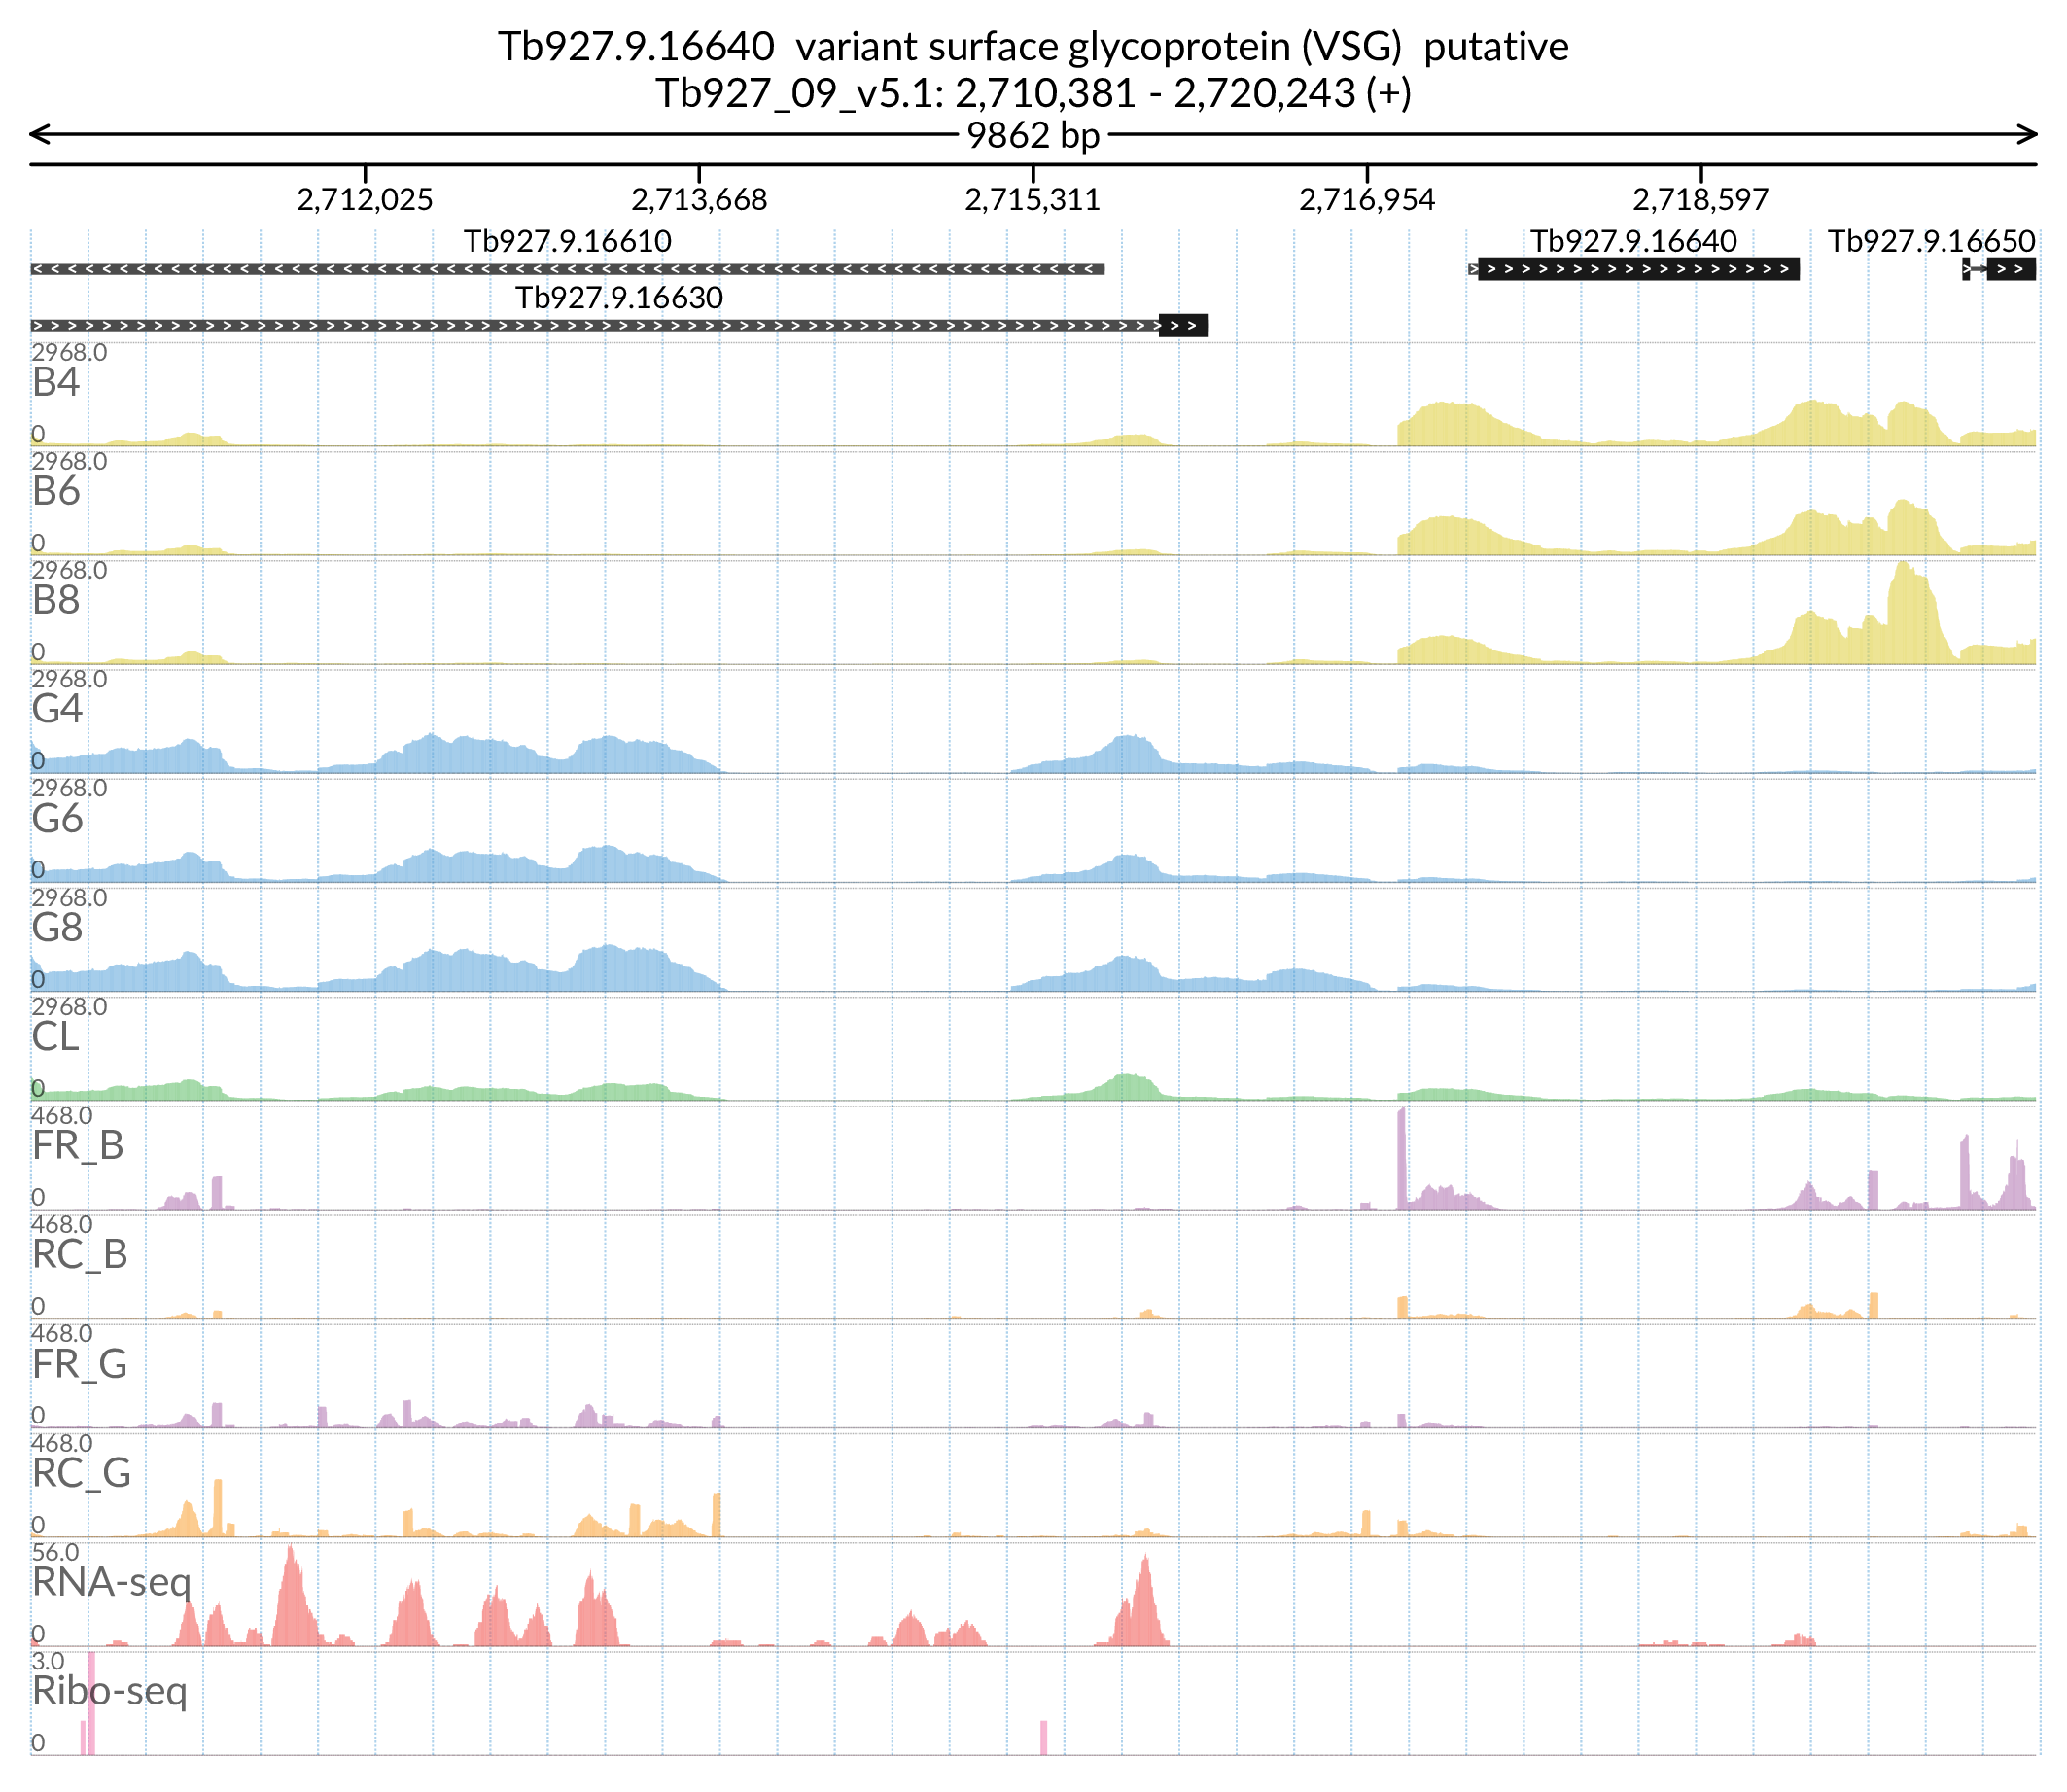 Tb927.9.16640 variant surface glycoprotein (VSG) putative
Tb927_09_v5.1: 2,710,381 - 2,720,243 (+)
9862 bp
2,712,025 2,713,668 2,715,311 2,716,954 2,718,597
Tb927.9.16610 Tb927.9.16640 Tb927.9.16650
Tb927.9.16630
2968.0
B4
0
2968.0
B6
0
2968.0
B8
0
2968.0
G4
0
2968.0
G6
0
2968.0
G8
0
2968.0
CL
0
468.0
FR_B
0
468.0
RC_B
0
468.0
FR_G
0
468.0
RC_G
0
56.0
RNA-seq
0
3.0
Ribo-seq
0